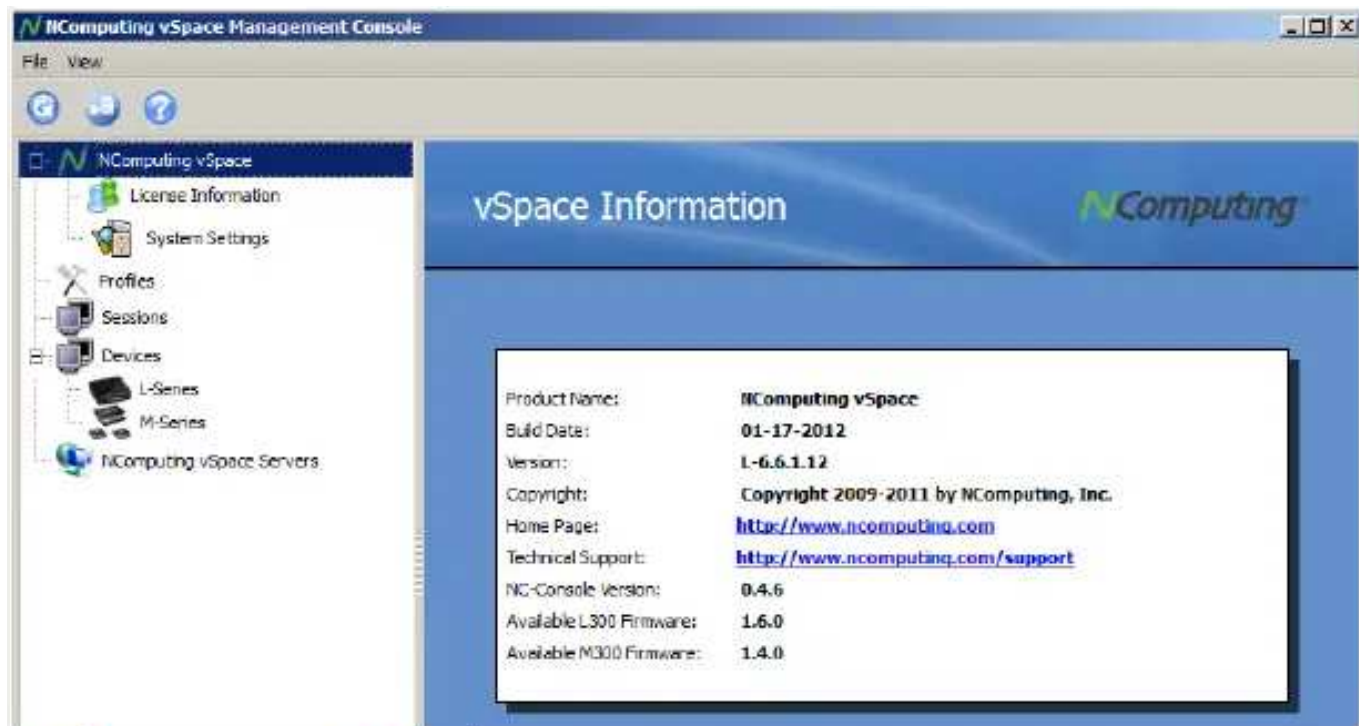 NComputing vSpace Management Console
File View
NComputing vSpace
License Information
System Settings
Profiles
Sessions
Devices
L-Series
M-Series
NComputing vSpace Servers
vSpace Information
NComputing
Product Name: NComputing vSpace
Build Date: 01-17-2012
Version: L-6.6.1.12
Copyright: Copyright 2009-2011 by NComputing, Inc.
Home Page: http://www.ncomputing.com
Technical Support: http://www.ncomputing.com/support
NC-Console Version: 0.4.6
Available L300 Firmware: 1.6.0
Available M300 Firmware: 1.4.0